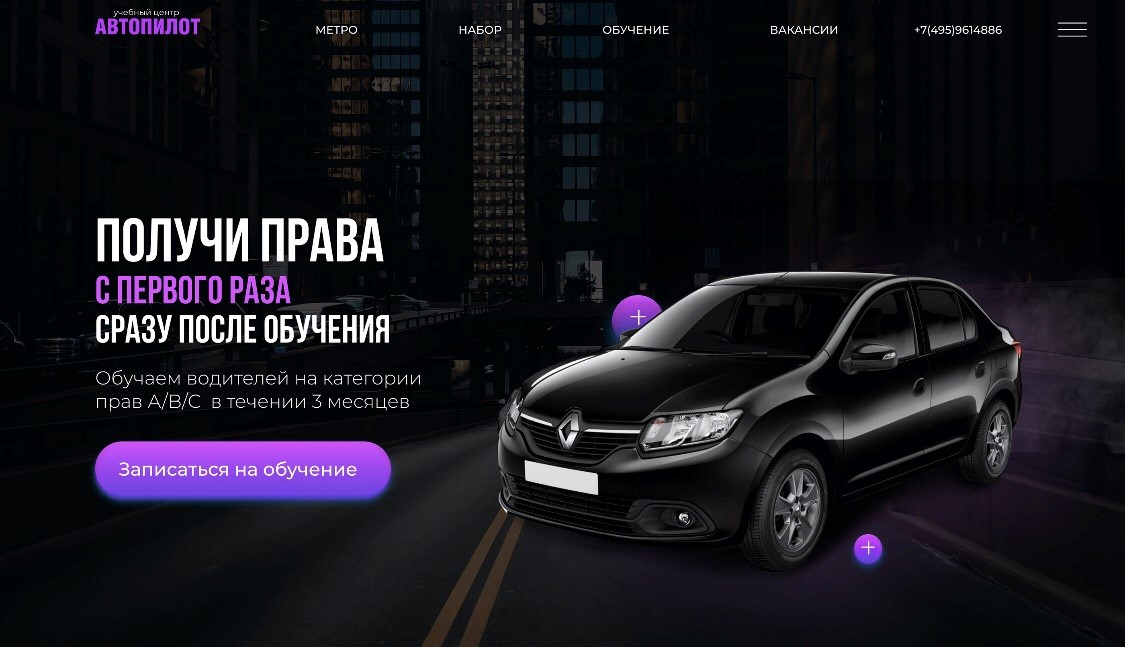 учебный центр
АВТОПИЛОТ
МЕТРО
НАБОР
ОБУЧЕНИЕ
ВАКАНСИИ
+7(495)9614886
ПОЛУЧИ ПРАВА
С ПЕРВОГО РАЗА
СРАЗУ ПОСЛЕ ОБУЧЕНИЯ
Обучаем водителей на категории
прав А/В/С в течении 3 месяцев
Записаться на обучение